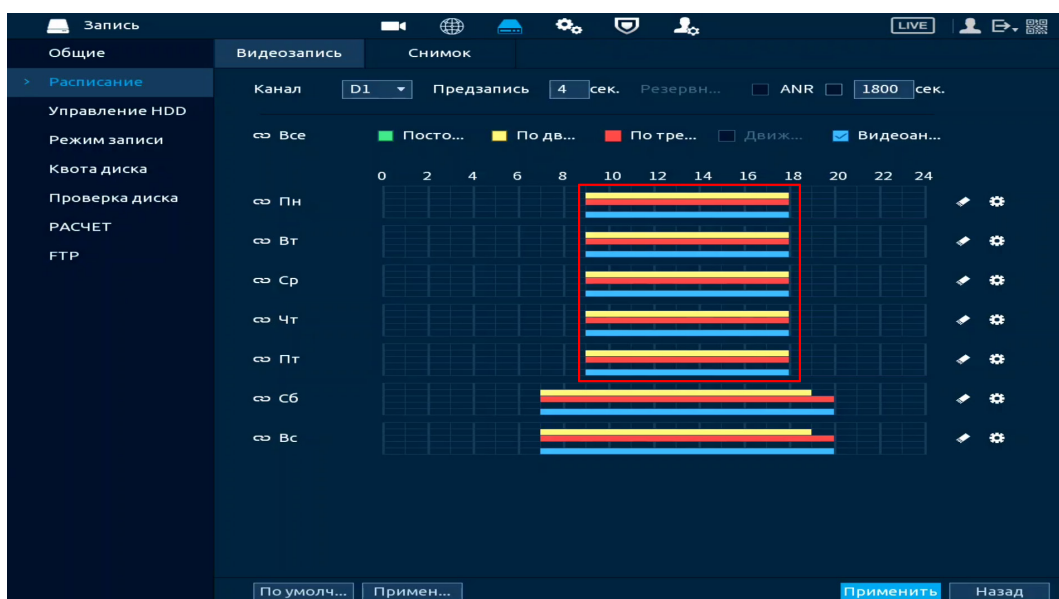 Запись LIVE
Общие Видеозапись Снимок
> Расписание
Канал D1 Предзапись 4 сек. Резервн... ANR 1800 сек.
Управление HDD
Режим записи Все Посто... По дв... По тре... Движ... Видеоан...
Квота диска
0 2 4 6 8 10 12 14 16 18 20 22 24
Проверка диска Пн
РАСЧЕТ
Вт
FTP
Ср
Чт
Пт
Сб
Вс
По умолч... Примен... Применить Назад